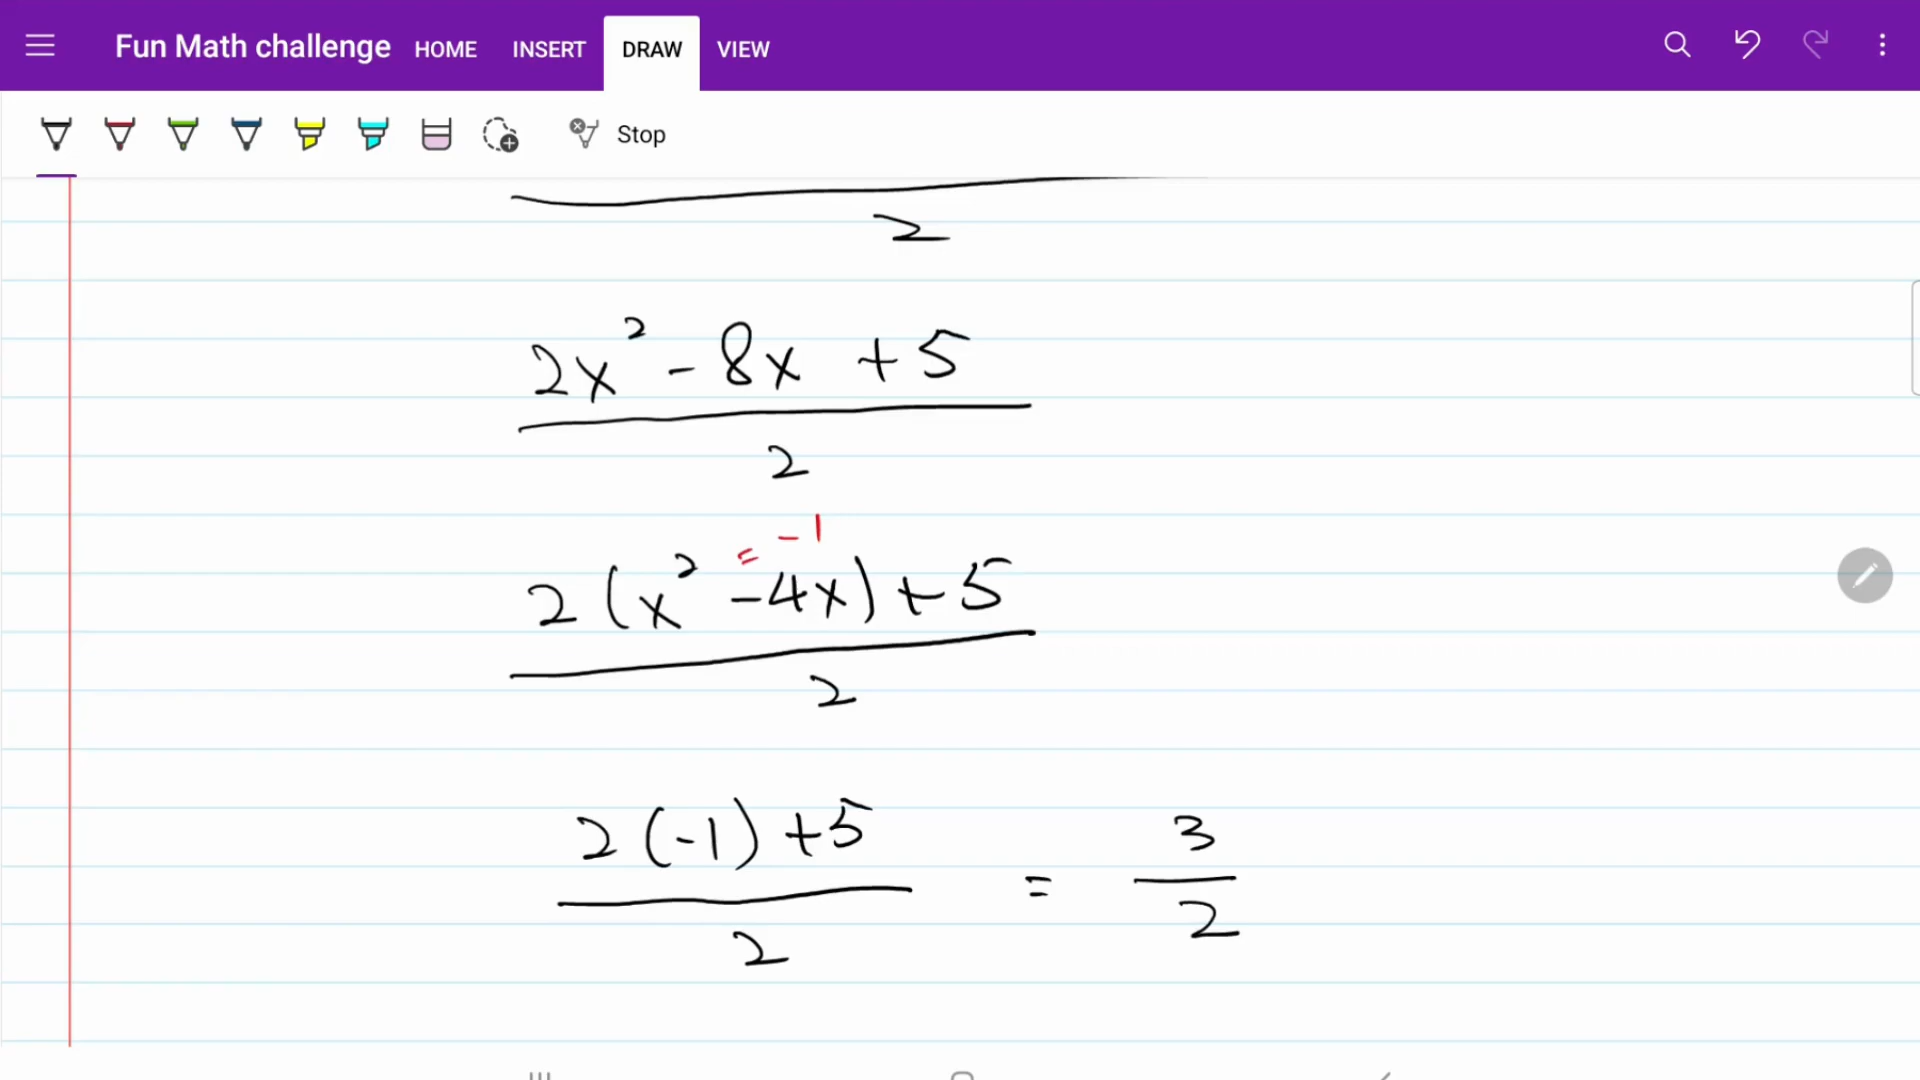 Fun Math challenge HOME INSERT DRAW VIEW
Stop
2
2x² - 8x + 5
2
= -1
2 (x² - 4x) + 5
2
2 (-1) + 5 = 3
2 2